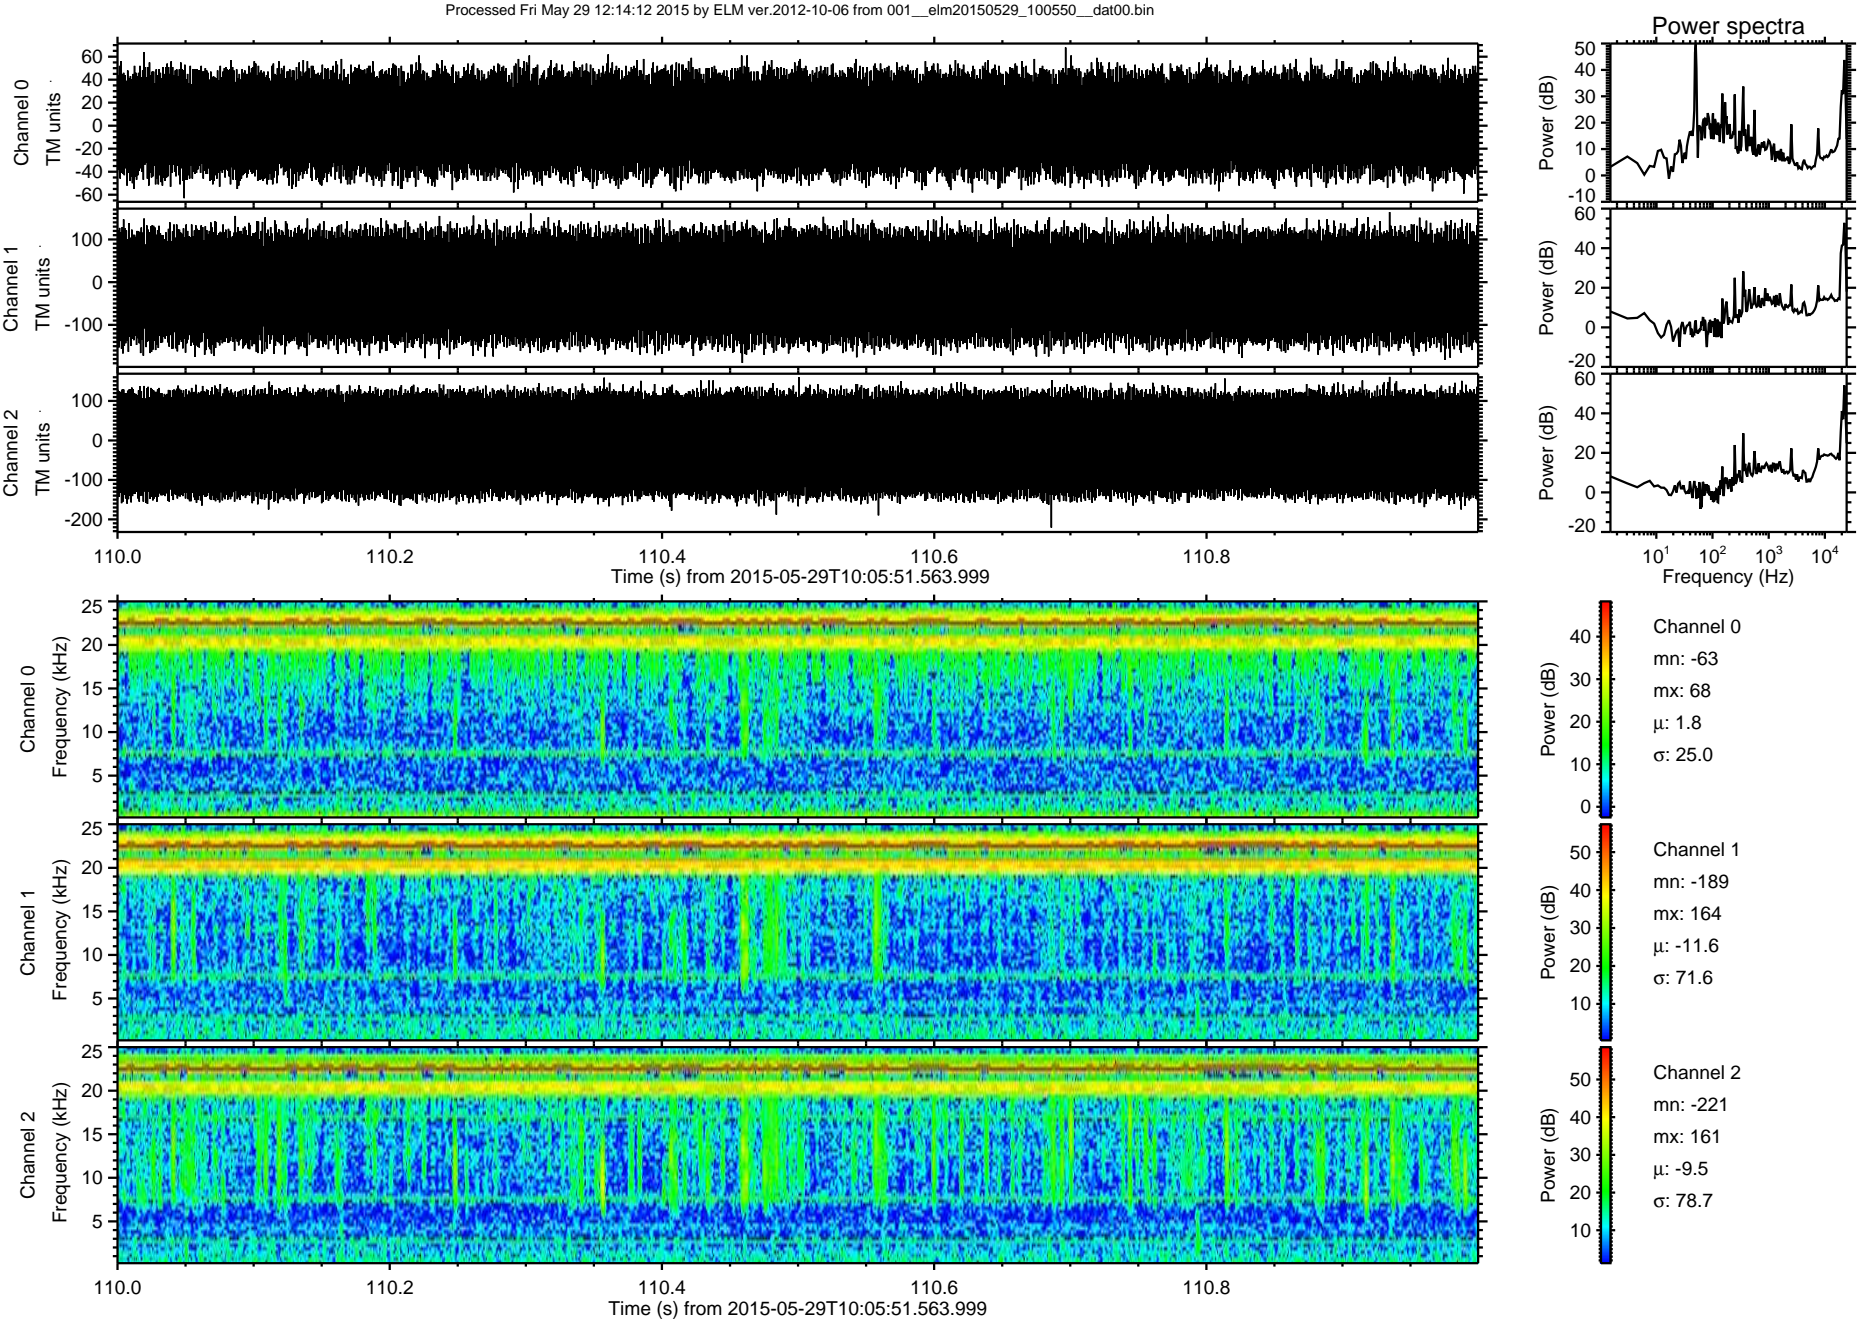 Processed Fri May 29 12:14:12 2015 by ELM ver.2012-10-06 from 001__elm20150529_100550__dat00.bin
Power spectra
Channel 0
TM units
60
40
20
0
-20
-40
-60
Power (dB)
50
40
30
20
10
0
-10
Channel 1
TM units
100
0
-100
Power (dB)
60
40
20
0
-20
Channel 2
TM units
100
0
-100
-200
Power (dB)
60
40
20
0
-20
110.0 110.2 110.4 110.6 110.8
Time (s) from 2015-05-29T10:05:51.563.999
10¹ 10² 10³ 10⁴
Frequency (Hz)
Channel 0
Frequency (kHz)
25
20
15
10
5
Power (dB)
40
30
20
10
0
Channel 0
mn: -63
mx: 68
μ: 1.8
σ: 25.0
Channel 1
Frequency (kHz)
25
20
15
10
5
Power (dB)
50
40
30
20
10
Channel 1
mn: -189
mx: 164
μ: -11.6
σ: 71.6
Channel 2
Frequency (kHz)
25
20
15
10
5
Power (dB)
50
40
30
20
10
Channel 2
mn: -221
mx: 161
μ: -9.5
σ: 78.7
110.0 110.2 110.4 110.6 110.8
Time (s) from 2015-05-29T10:05:51.563.999